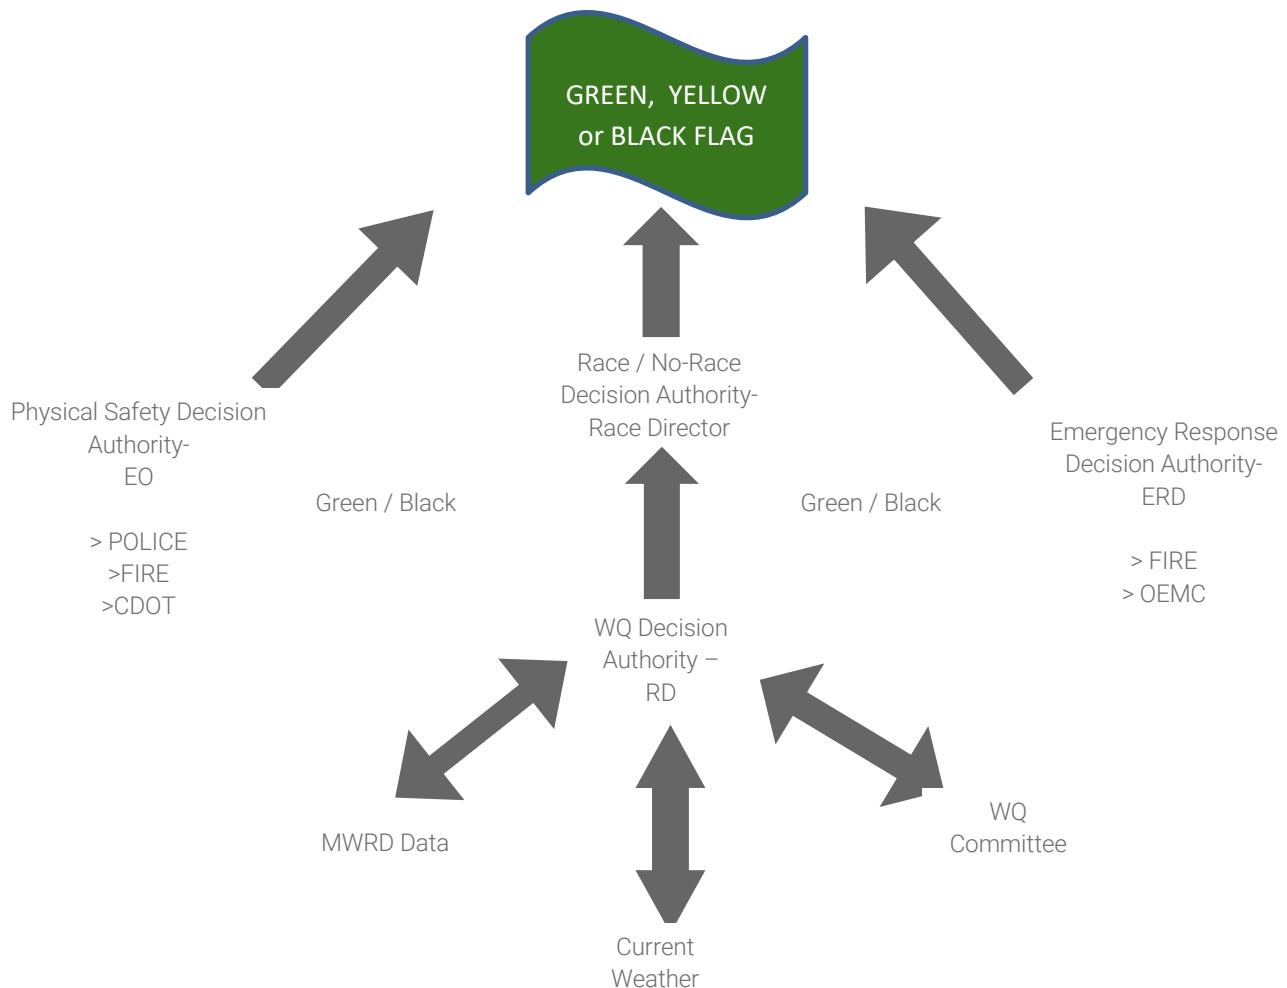 GREEN, YELLOW
or BLACK FLAG
Race / No-Race
Decision Authority-
Race Director
Physical Safety Decision
Authority-
EO
> POLICE
>FIRE
>CDOT
Green / Black
Green / Black
Emergency Response
Decision Authority-
ERD
> FIRE
> OEMC
WQ Decision
Authority –
RD
MWRD Data
WQ
Committee
Current
Weather